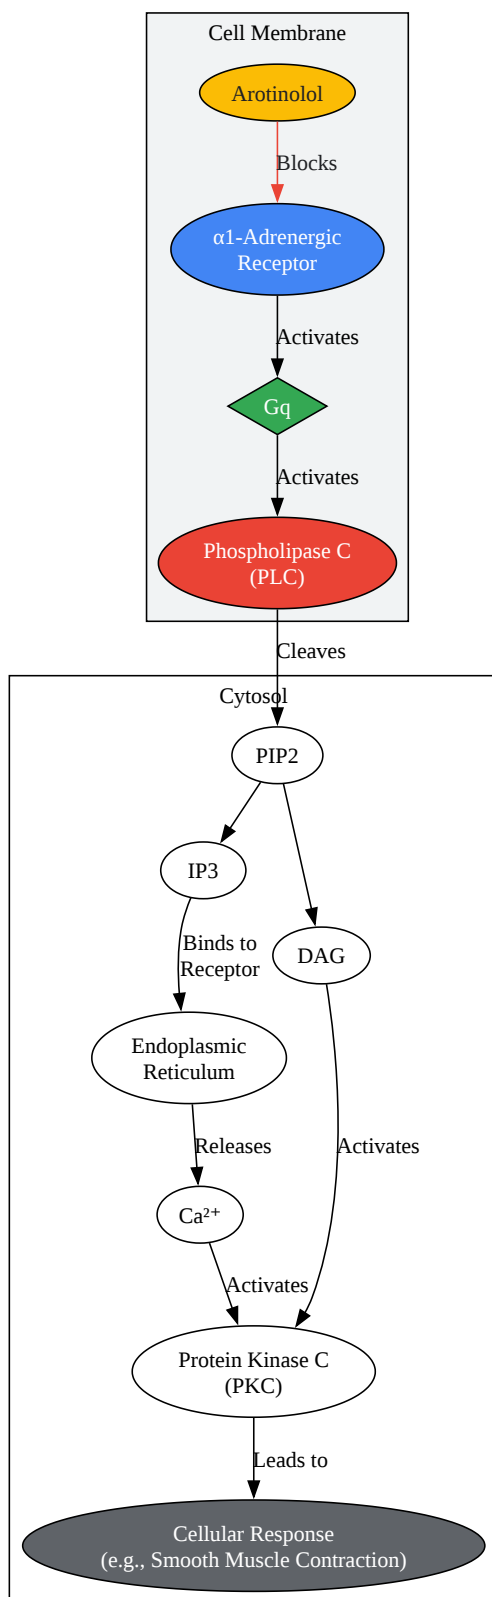 Cell Membrane
Arotinolol
Blocks
α1-Adrenergic
Receptor
Activates
Gq
Activates
Phospholipase C
(PLC)
Cleaves
Cytosol
PIP2
IP3
Binds to
Receptor
DAG
Endoplasmic
Reticulum
Releases
Activates
Ca²⁺
Activates
Protein Kinase C
(PKC)
Leads to
Cellular Response
(e.g., Smooth Muscle Contraction)